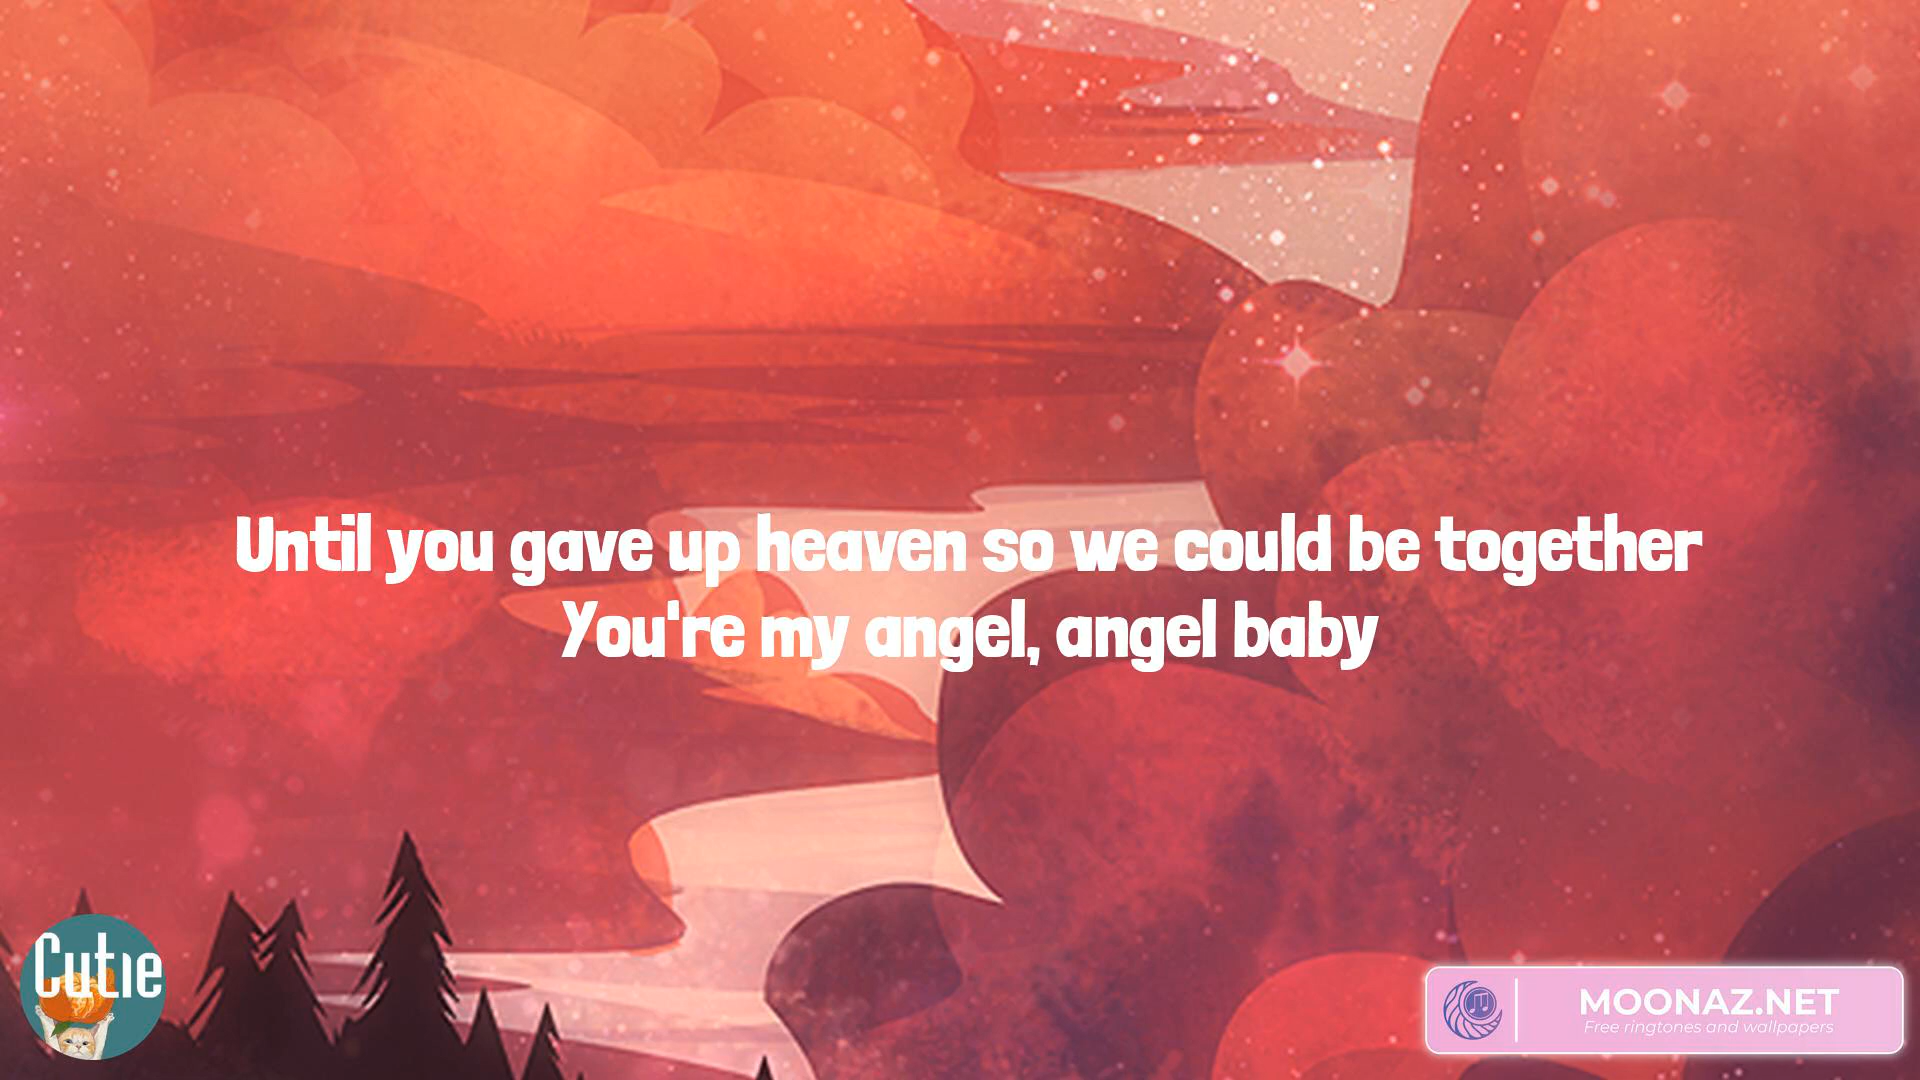 Until you gave up heaven so we could be together
You're my angel, angel baby
Cutie
MOONAZ.NET
Free ringtones and wallpapers